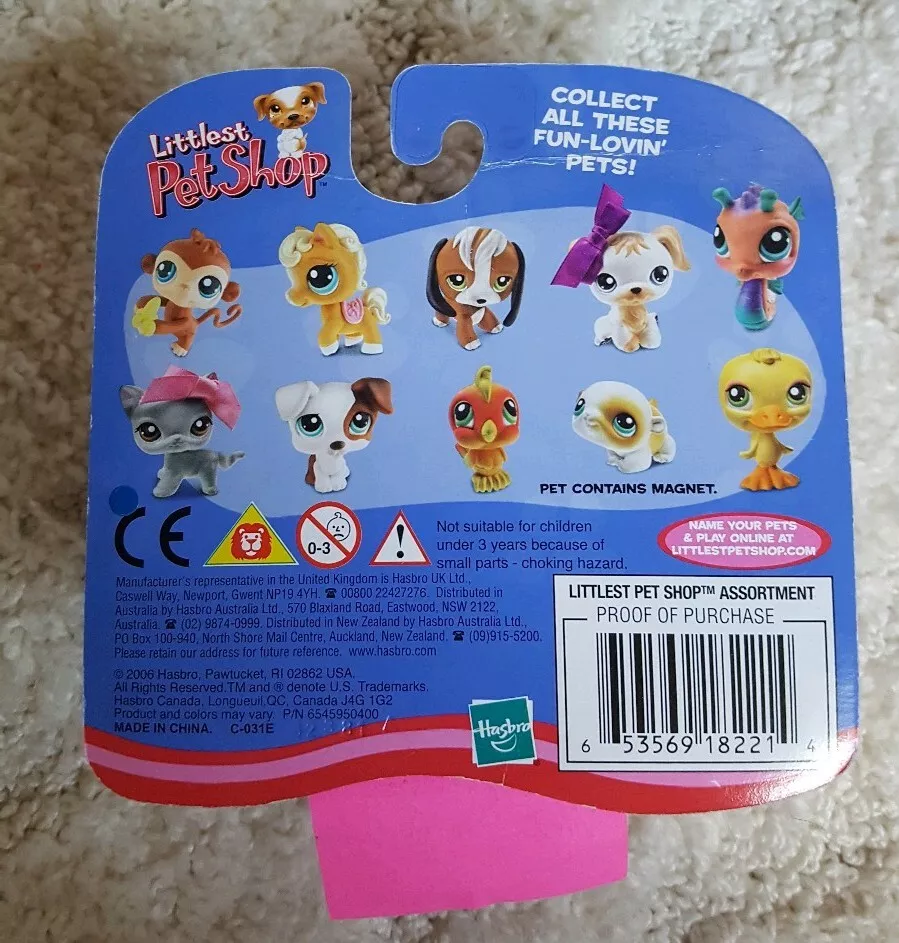 Littlest
Pet Shop™
COLLECT
ALL THESE
FUN-LOVIN'
PETS!
PET CONTAINS MAGNET.
CE
0-3
!
Not suitable for children
under 3 years because of
small parts - choking hazard.
NAME YOUR PETS
& PLAY ONLINE AT
LITTLESTPETSHOP.COM
Manufacturer's representative in the United Kingdom is Hasbro UK Ltd.,
Caswell Way, Newport, Gwent NP19 4YH. ☎ 00800 22427276. Distributed in
Australia by Hasbro Australia Ltd., 570 Blaxland Road, Eastwood, NSW 2122,
Australia. ☎ (02) 9874-0999. Distributed in New Zealand by Hasbro Australia Ltd.,
PO Box 100-940, North Shore Mail Centre, Auckland, New Zealand. ☎ (09)915-5200.
Please retain our address for future reference. www.hasbro.com
© 2006 Hasbro, Pawtucket, RI 02862 USA.
All Rights Reserved.TM and ® denote U.S. Trademarks.
Hasbro Canada, Longueuil,QC, Canada J4G 1G2
Product and colors may vary. P/N 6545950400
MADE IN CHINA. C-031E
Hasbro
LITTLEST PET SHOP™ ASSORTMENT
PROOF OF PURCHASE
6 53569 18221 4